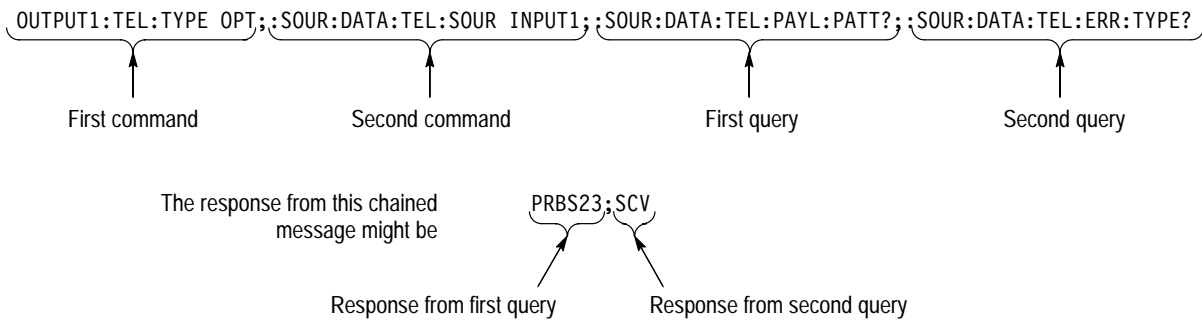 OUTPUT1:TEL:TYPE OPT;:SOUR:DATA:TEL:SOUR INPUT1;:SOUR:DATA:TEL:PAYL:PATT?;:SOUR:DATA:TEL:ERR:TYPE?
First command Second command First query Second query
The response from this chained PRBS23;SCV
message might be
Response from first query Response from second query